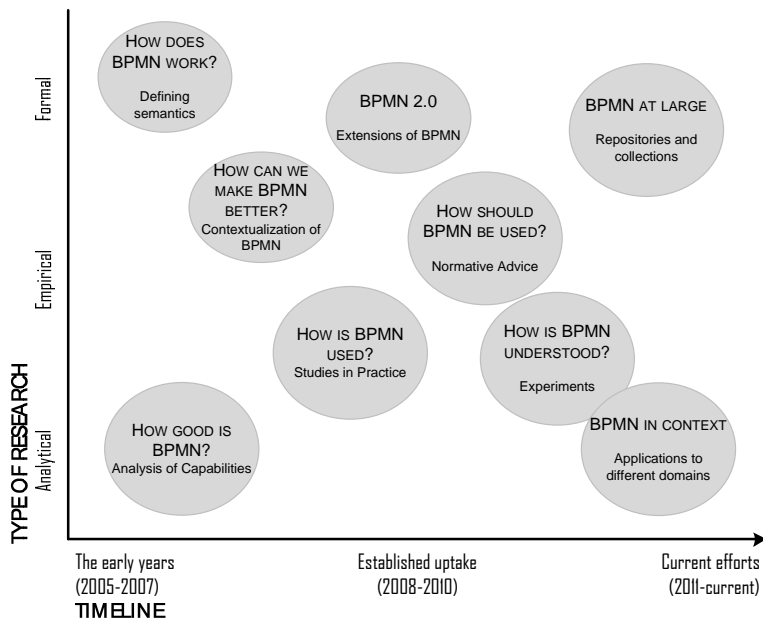 HOW DOES
BPMN WORK?
Defining
semantics
BPMN 2.0
Extensions of BPMN
BPMN AT LARGE
Repositories and
collections
HOW CAN WE
MAKE BPMN
BETTER?
Contextualization of
BPMN
HOW SHOULD
BPMN BE USED?
Normative Advice
HOW IS BPMN
USED?
Studies in Practice
HOW IS BPMN
UNDERSTOOD?
Experiments
HOW GOOD IS
BPMN?
Analysis of Capabilities
BPMN IN CONTEXT
Applications to
different domains
Formal
Empirical
Analytical
TYPE OF RESEARCH
The early years
(2005-2007)
Established uptake
(2008-2010)
Current efforts
(2011-current)
TIMELINE